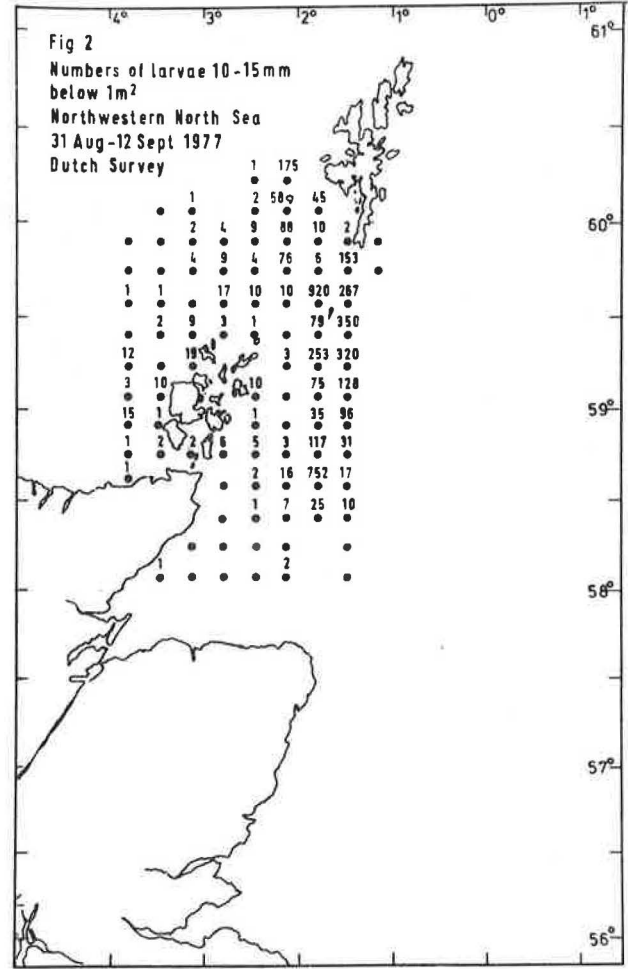 4° 3° 2° 1° 0° 1°
61°
Fig 2
Numbers of larvae 10-15mm
below 1m²
Northwestern North Sea
31 Aug-12 Sept 1977
Dutch Survey
1 175
1 2 589 45
60°
2 4 9 88 10 2
4 9 4 76 6 153
1 1 17 10 10 920 267
2 9 3 1 79 350
12 19 3 253 320
3 10 10 75 128
59°
15 1 1 35 96
1 2 2 6 5 3 117 31
1 2 16 752 17
1 7 25 10
1 2
58°
57°
56°